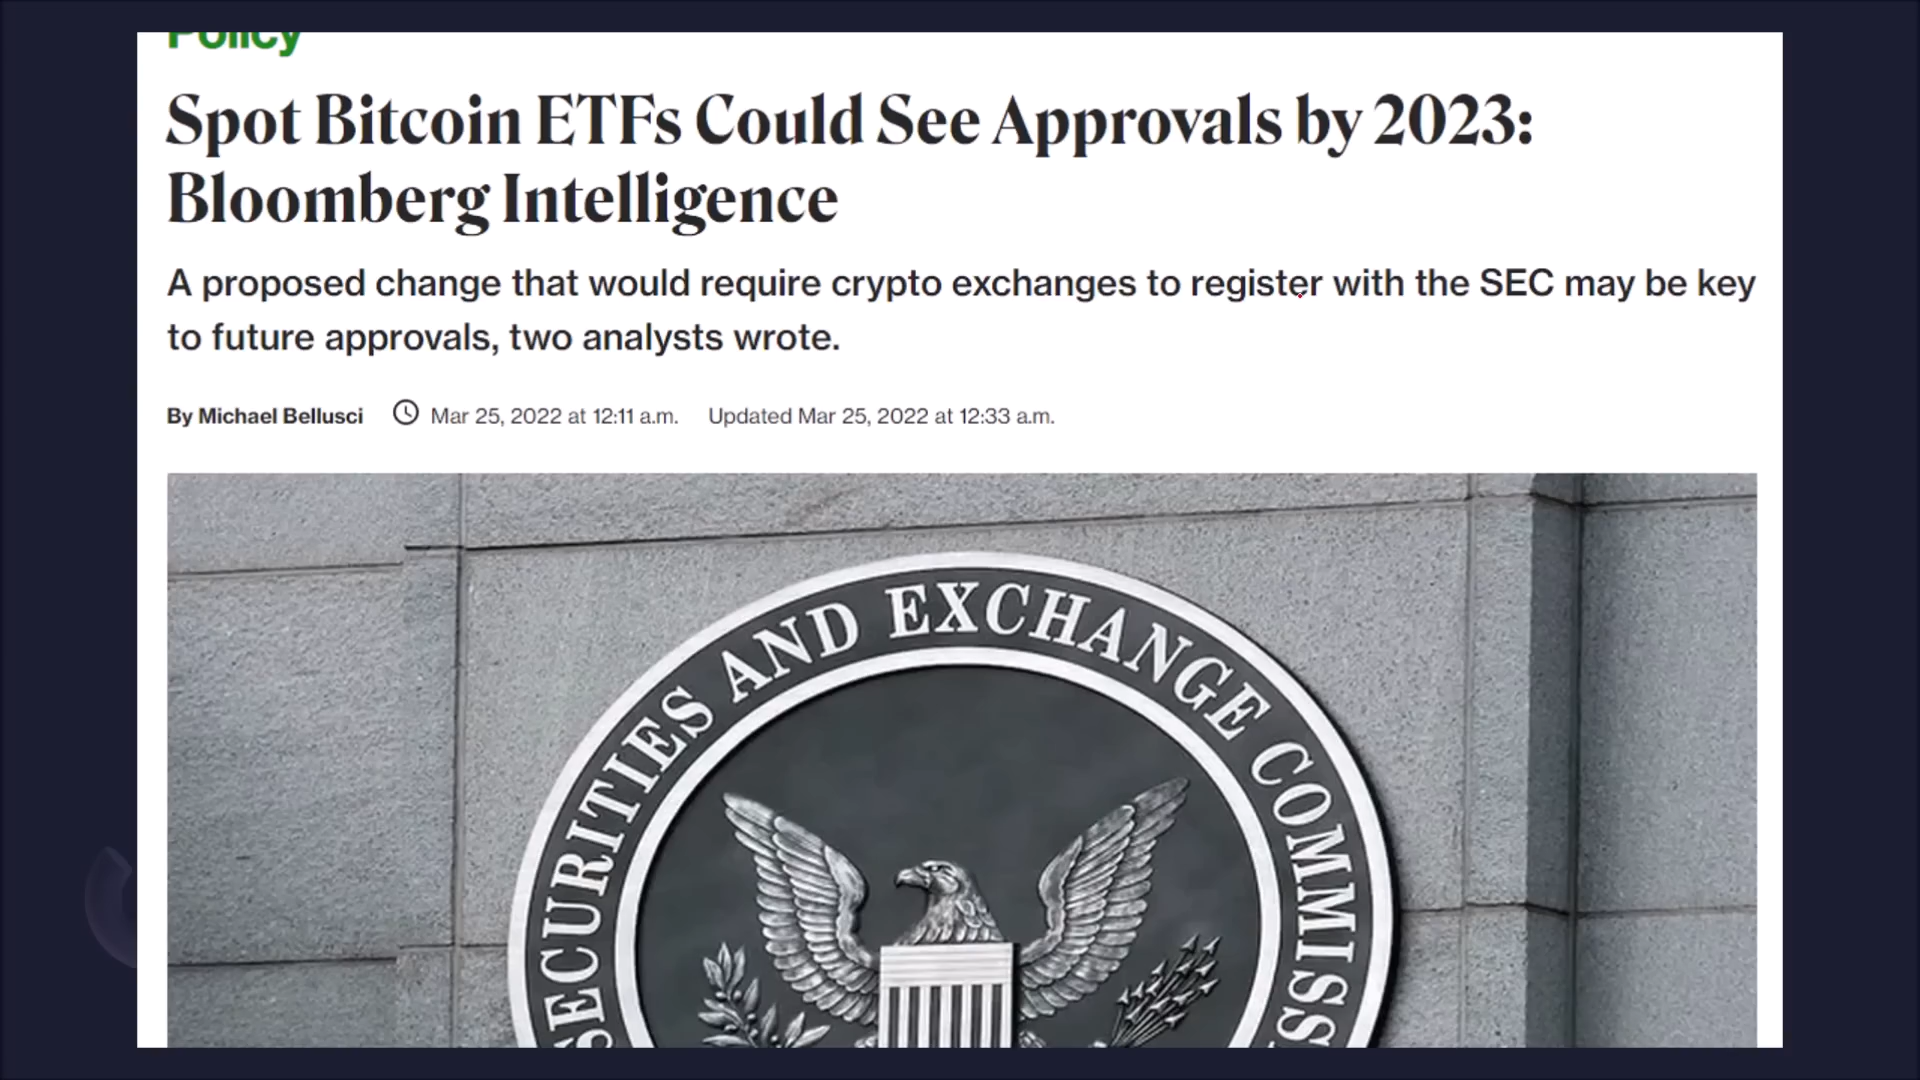 Policy
Spot Bitcoin ETFs Could See Approvals by 2023:
Bloomberg Intelligence
A proposed change that would require crypto exchanges to register with the SEC may be key
to future approvals, two analysts wrote.
By Michael Bellusci Mar 25, 2022 at 12:11 a.m. Updated Mar 25, 2022 at 12:33 a.m.
SECURITIES AND EXCHANGE COMMISS